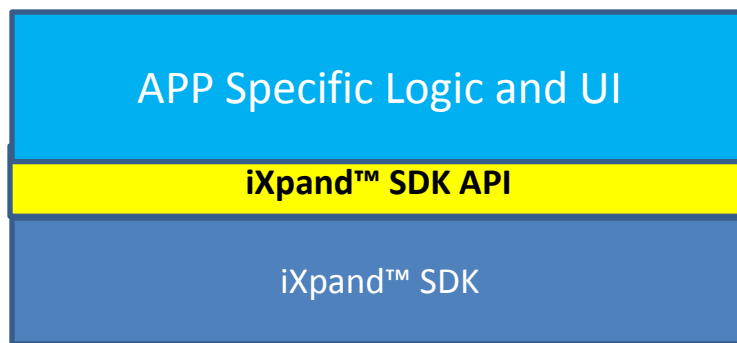 APP Specific Logic and UI
iXpand™ SDK API
iXpand™ SDK